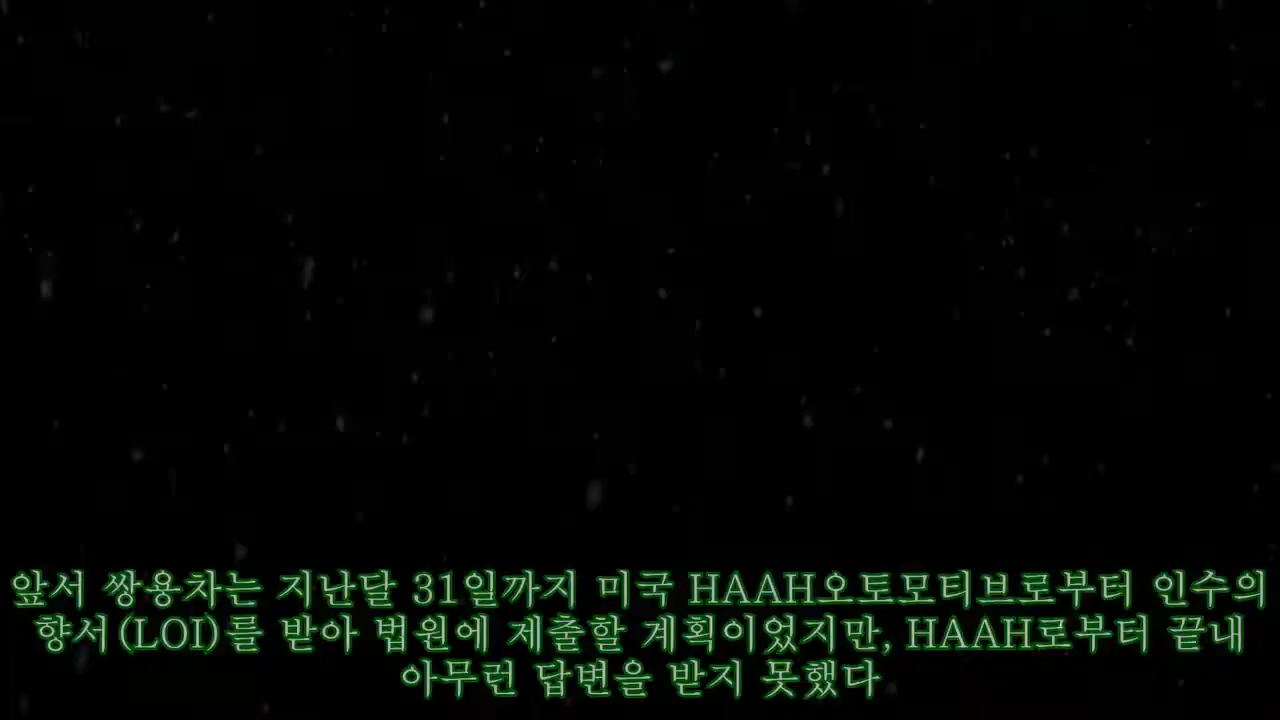 앞서 쌍용차는 지난달 31일까지 미국 HAAH오토모티브로부터 인수의
향서(LOI)를 받아 법원에 제출할 계획이었지만, HAAH로부터 끝내
아무런 답변을 받지 못했다